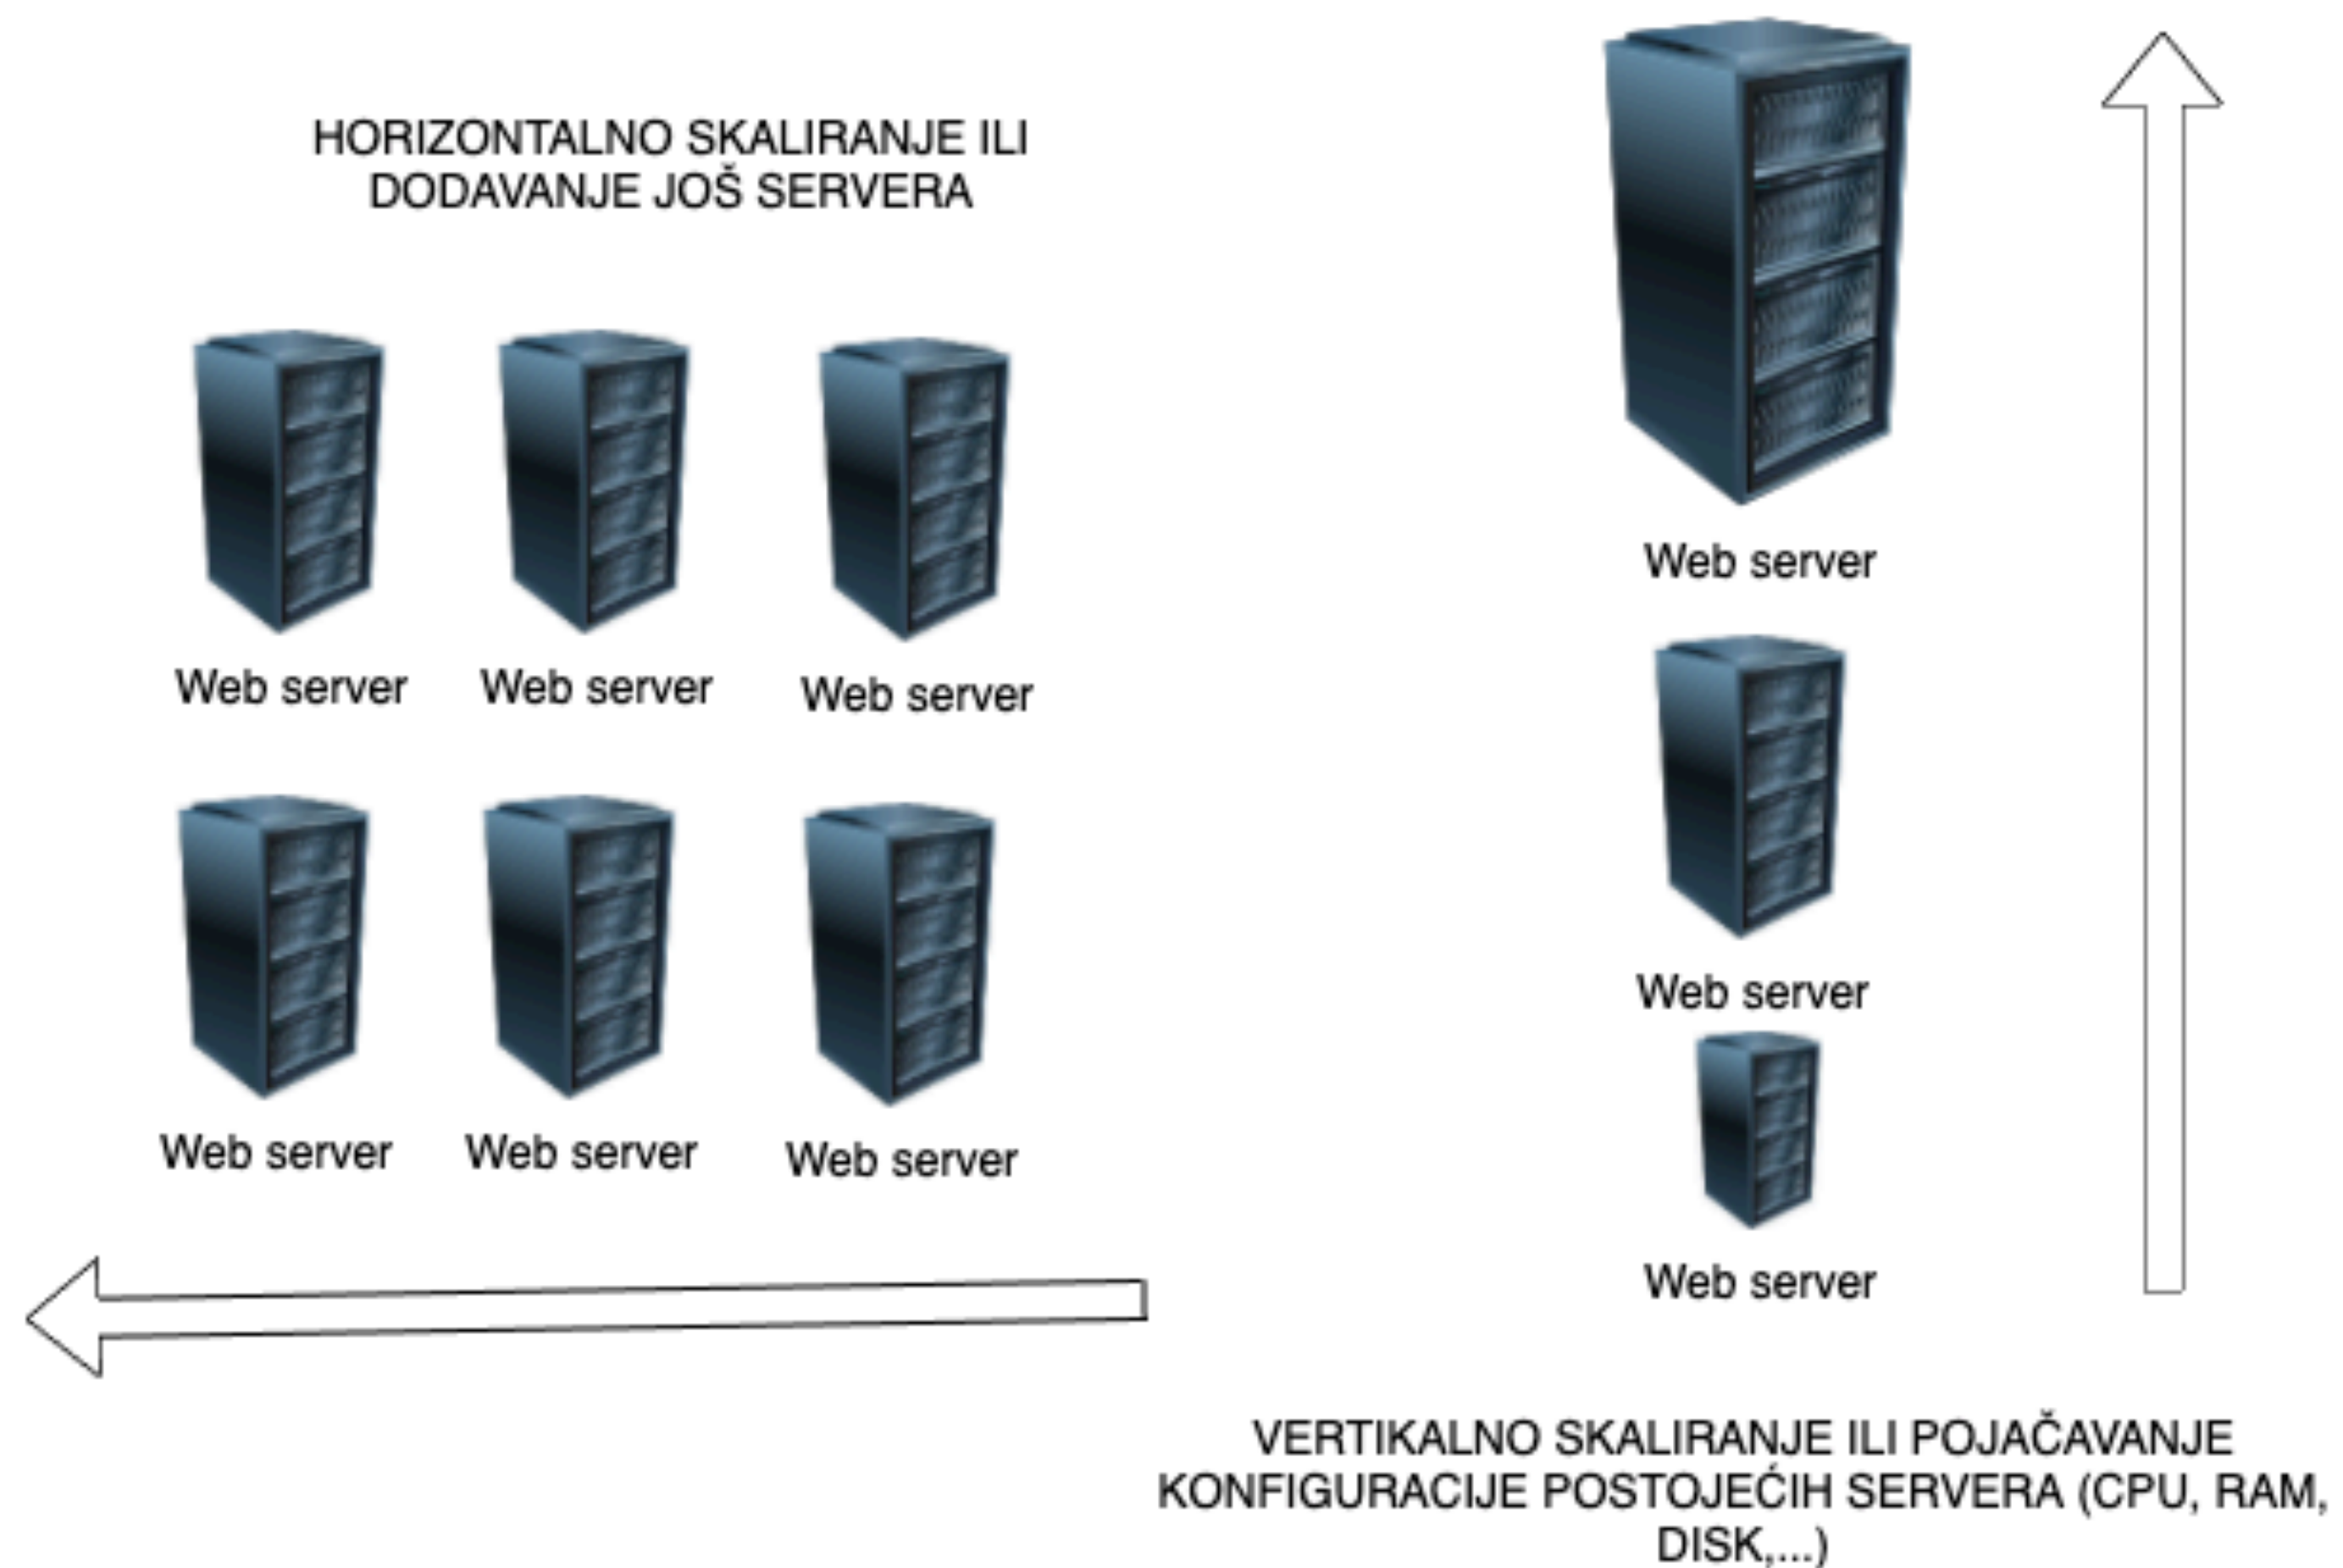 HORIZONTALNO SKALIRANJE ILI
DODAVANJE JOŠ SERVERA
Web server Web server Web server
Web server Web server Web server
Web server
Web server
Web server
VERTIKALNO SKALIRANJE ILI POJAČAVANJE
KONFIGURACIJE POSTOJEĆIH SERVERA (CPU, RAM,
DISK,...)